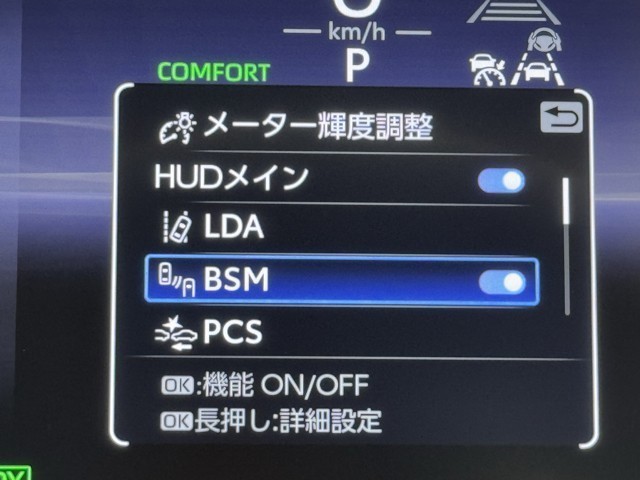 km/h
COMFORT
P
メーター輝度調整
HUDメイン
LDA
BSM
PCS
OK:機能 ON/OFF
OK長押し:詳細設定